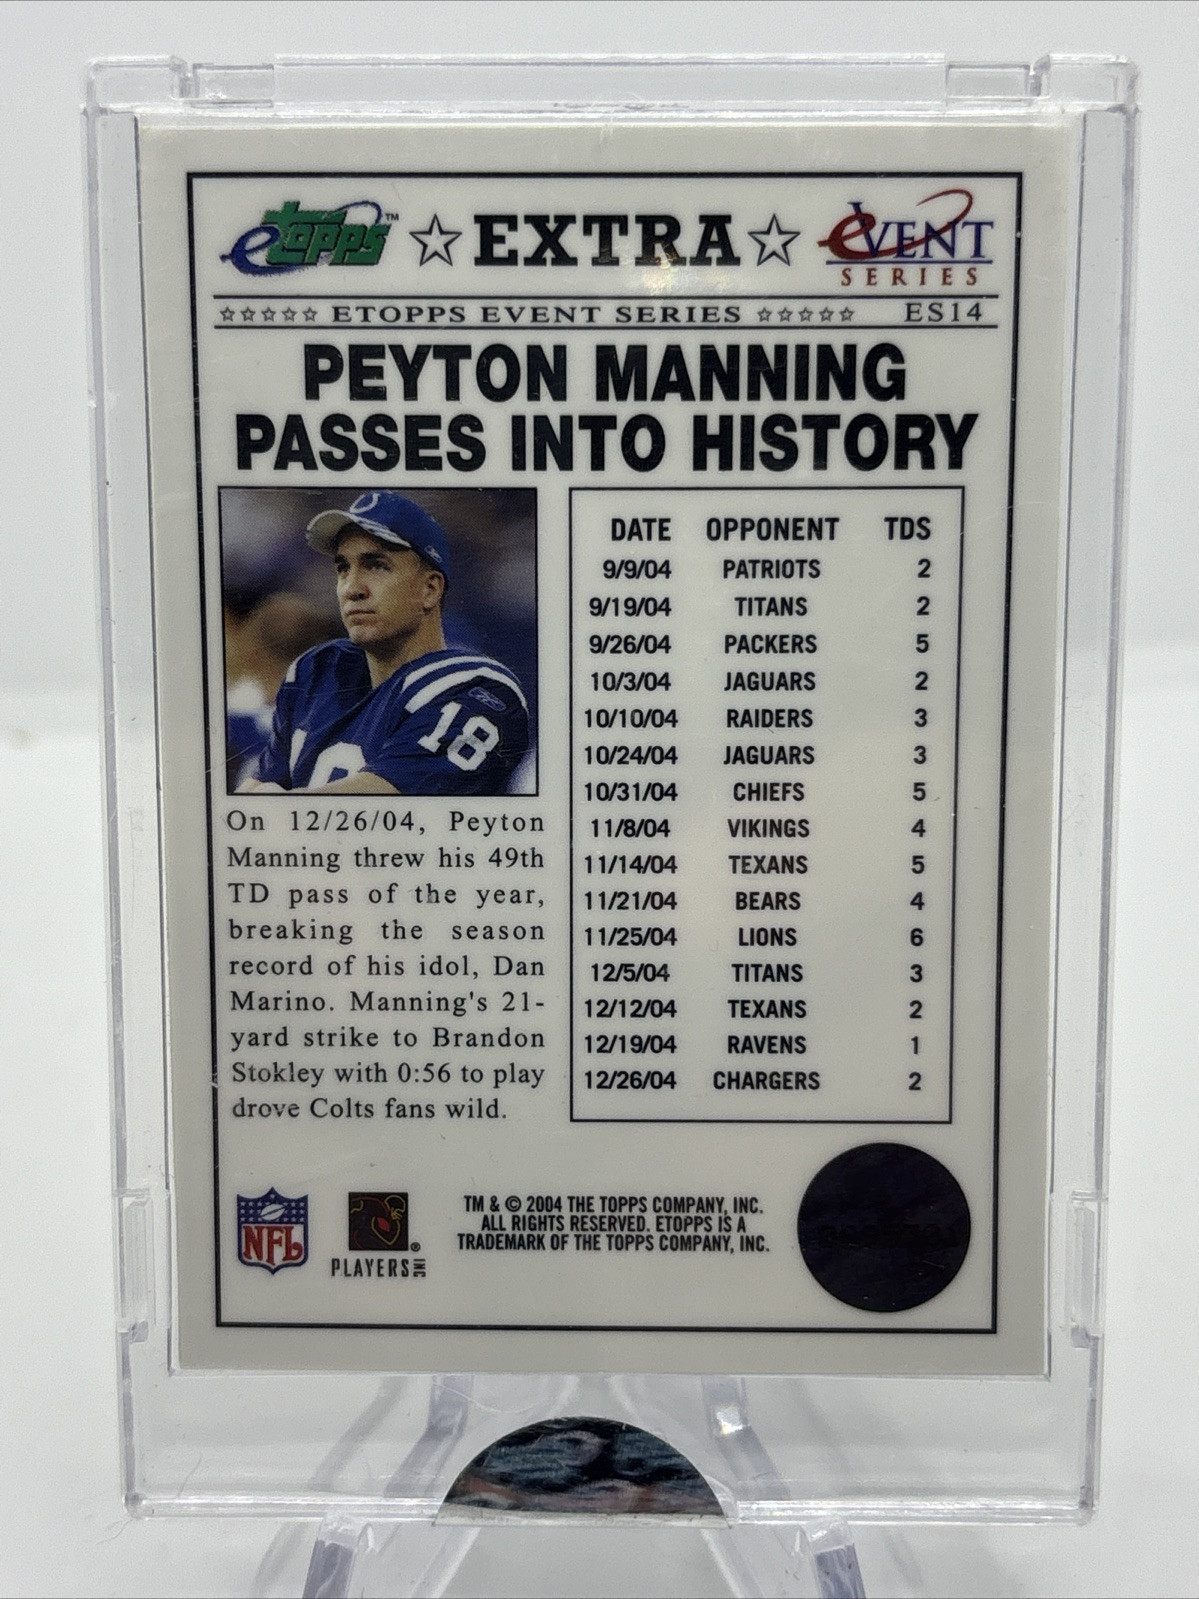 etopps™ ☆ EXTRA ☆ eVENT SERIES
☆☆☆☆☆ ETOPPS EVENT SERIES ☆☆☆☆☆ ES14
PEYTON MANNING
PASSES INTO HISTORY
18
On 12/26/04, Peyton
Manning threw his 49th
TD pass of the year,
breaking the season
record of his idol, Dan
Marino. Manning's 21-
yard strike to Brandon
Stokley with 0:56 to play
drove Colts fans wild.
DATE OPPONENT TDS
9/9/04 PATRIOTS 2
9/19/04 TITANS 2
9/26/04 PACKERS 5
10/3/04 JAGUARS 2
10/10/04 RAIDERS 3
10/24/04 JAGUARS 3
10/31/04 CHIEFS 5
11/8/04 VIKINGS 4
11/14/04 TEXANS 5
11/21/04 BEARS 4
11/25/04 LIONS 6
12/5/04 TITANS 3
12/12/04 TEXANS 2
12/19/04 RAVENS 1
12/26/04 CHARGERS 2
NFL
PLAYERS INC ®
TM & © 2004 THE TOPPS COMPANY, INC.
ALL RIGHTS RESERVED. ETOPPS IS A
TRADEMARK OF THE TOPPS COMPANY, INC.